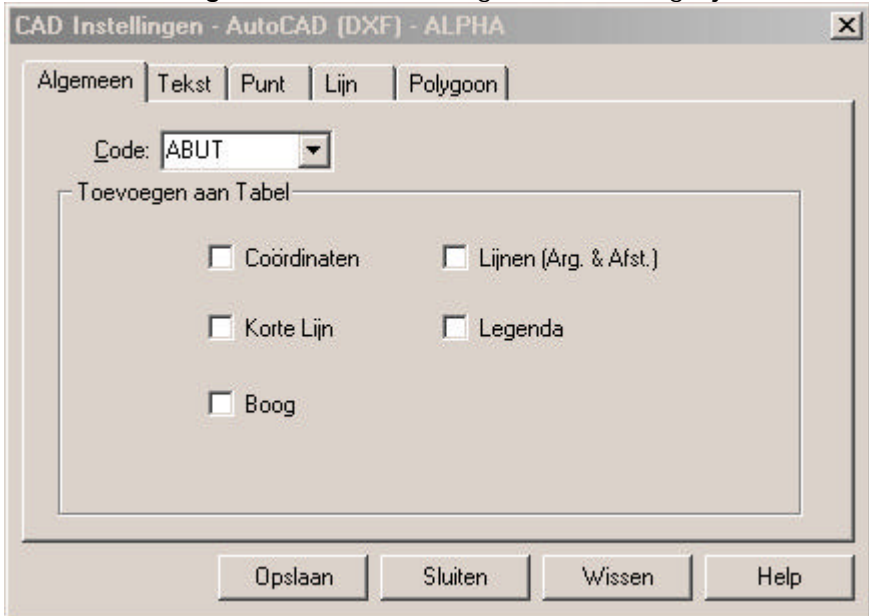 CAD Instellingen - AutoCAD (DXF) - ALPHA
Algemeen Tekst Punt Lijn Polygoon
Code: ABUT
Toevoegen aan Tabel
Coördinaten Lijnen (Arg. & Afst.)
Korte Lijn Legenda
Boog
Opslaan Sluiten Wissen Help